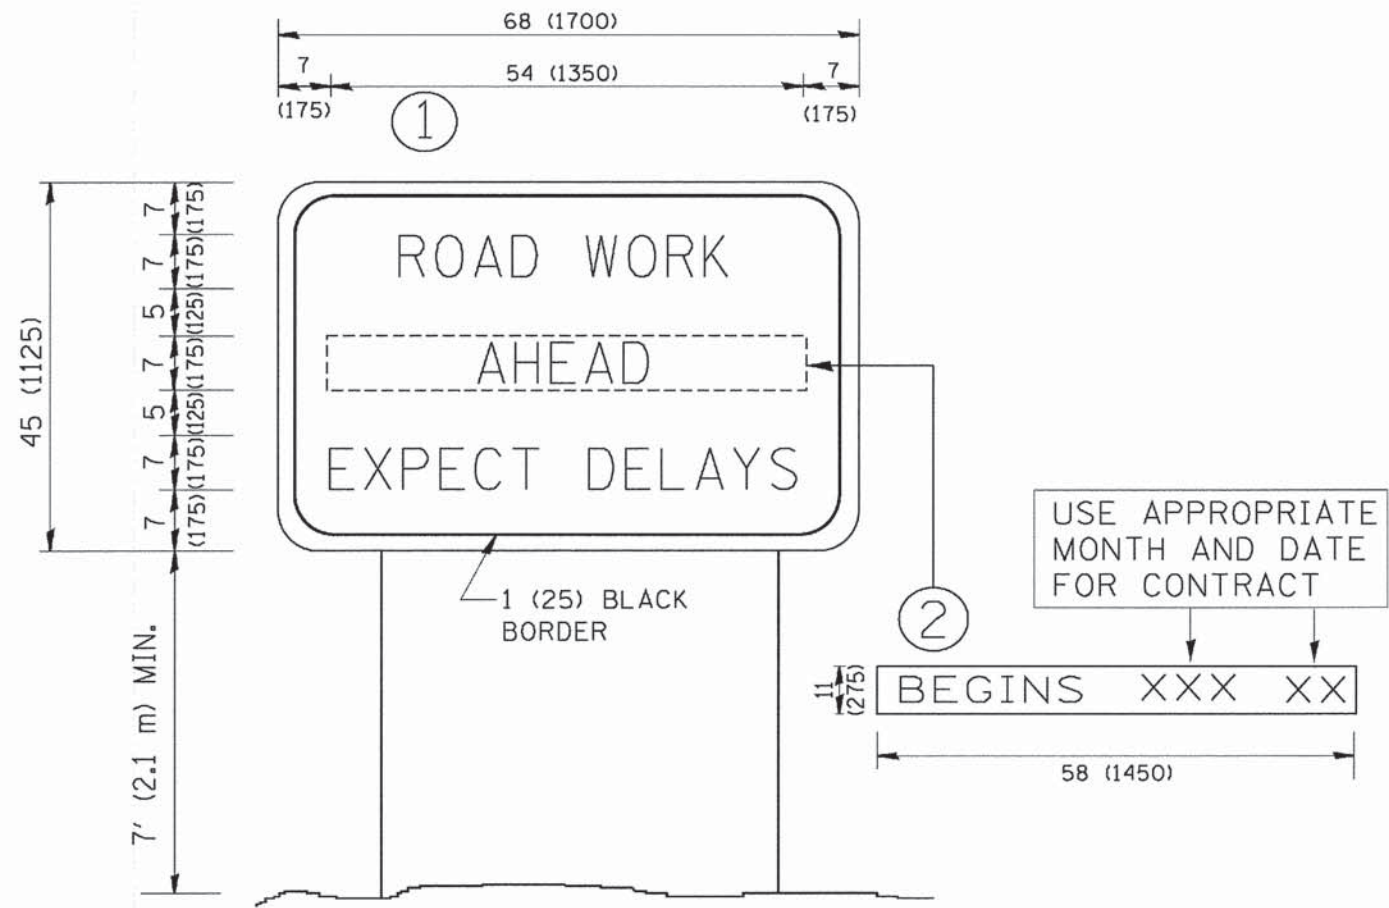 68 (1700)
7
54 (1350)
7
(175)
(175)
1
45 (1125)
7
(175)
7
(175)
5
(125)
7
(175)
5
(125)
7
(175)
7
(175)
ROAD WORK
AHEAD
EXPECT DELAYS
1 (25) BLACK
BORDER
7' (2.1 m) MIN.
2
USE APPROPRIATE
MONTH AND DATE
FOR CONTRACT
11
(275)
BEGINS XXX XX
58 (1450)